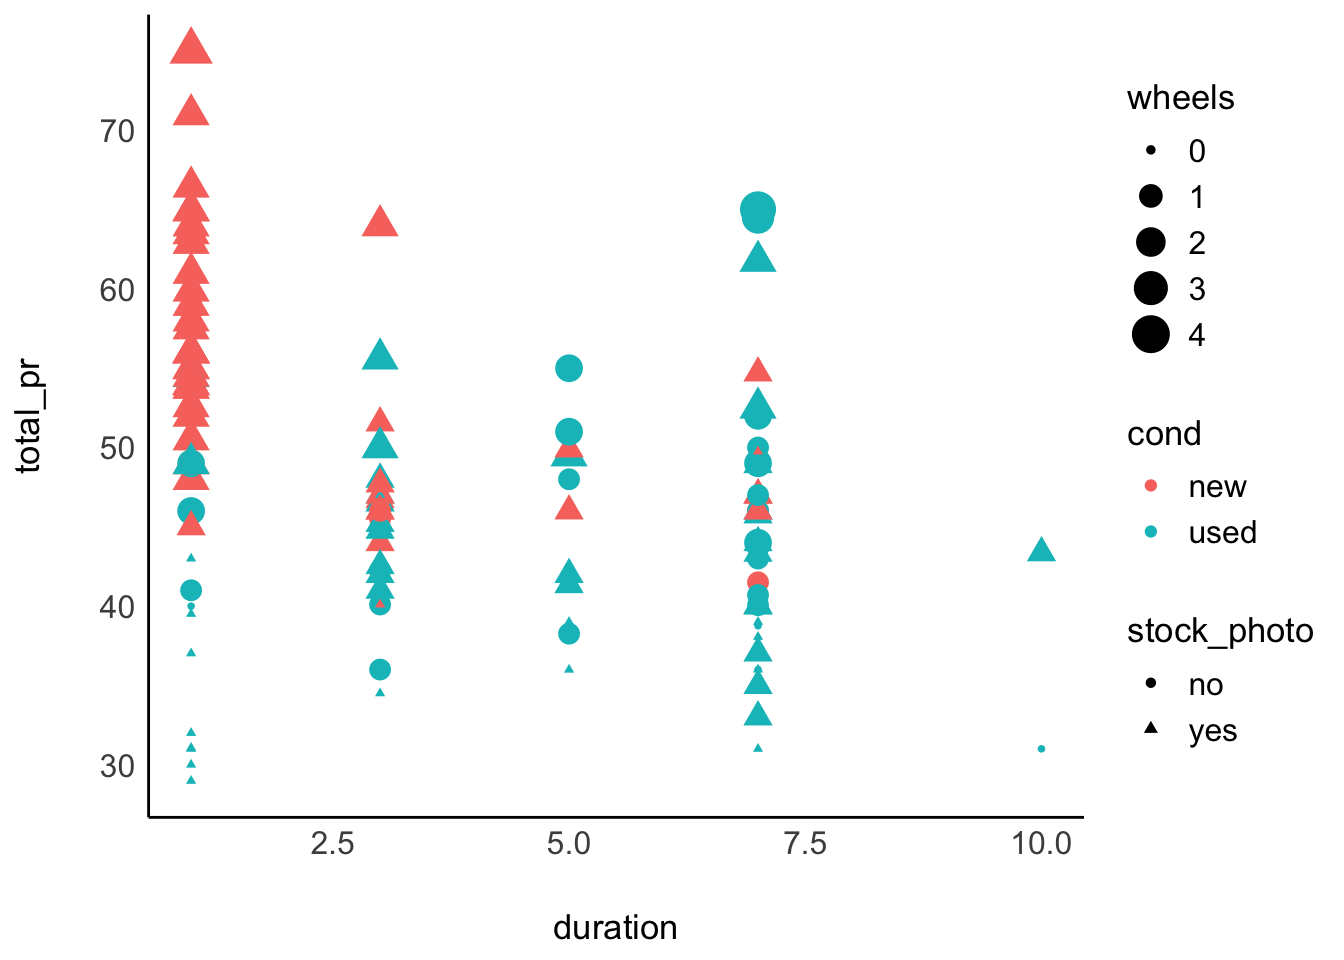 total_pr
70
60
50
40
30
2.5
5.0
7.5
10.0
duration
wheels
0
1
2
3
4
cond
new
used
stock_photo
no
yes